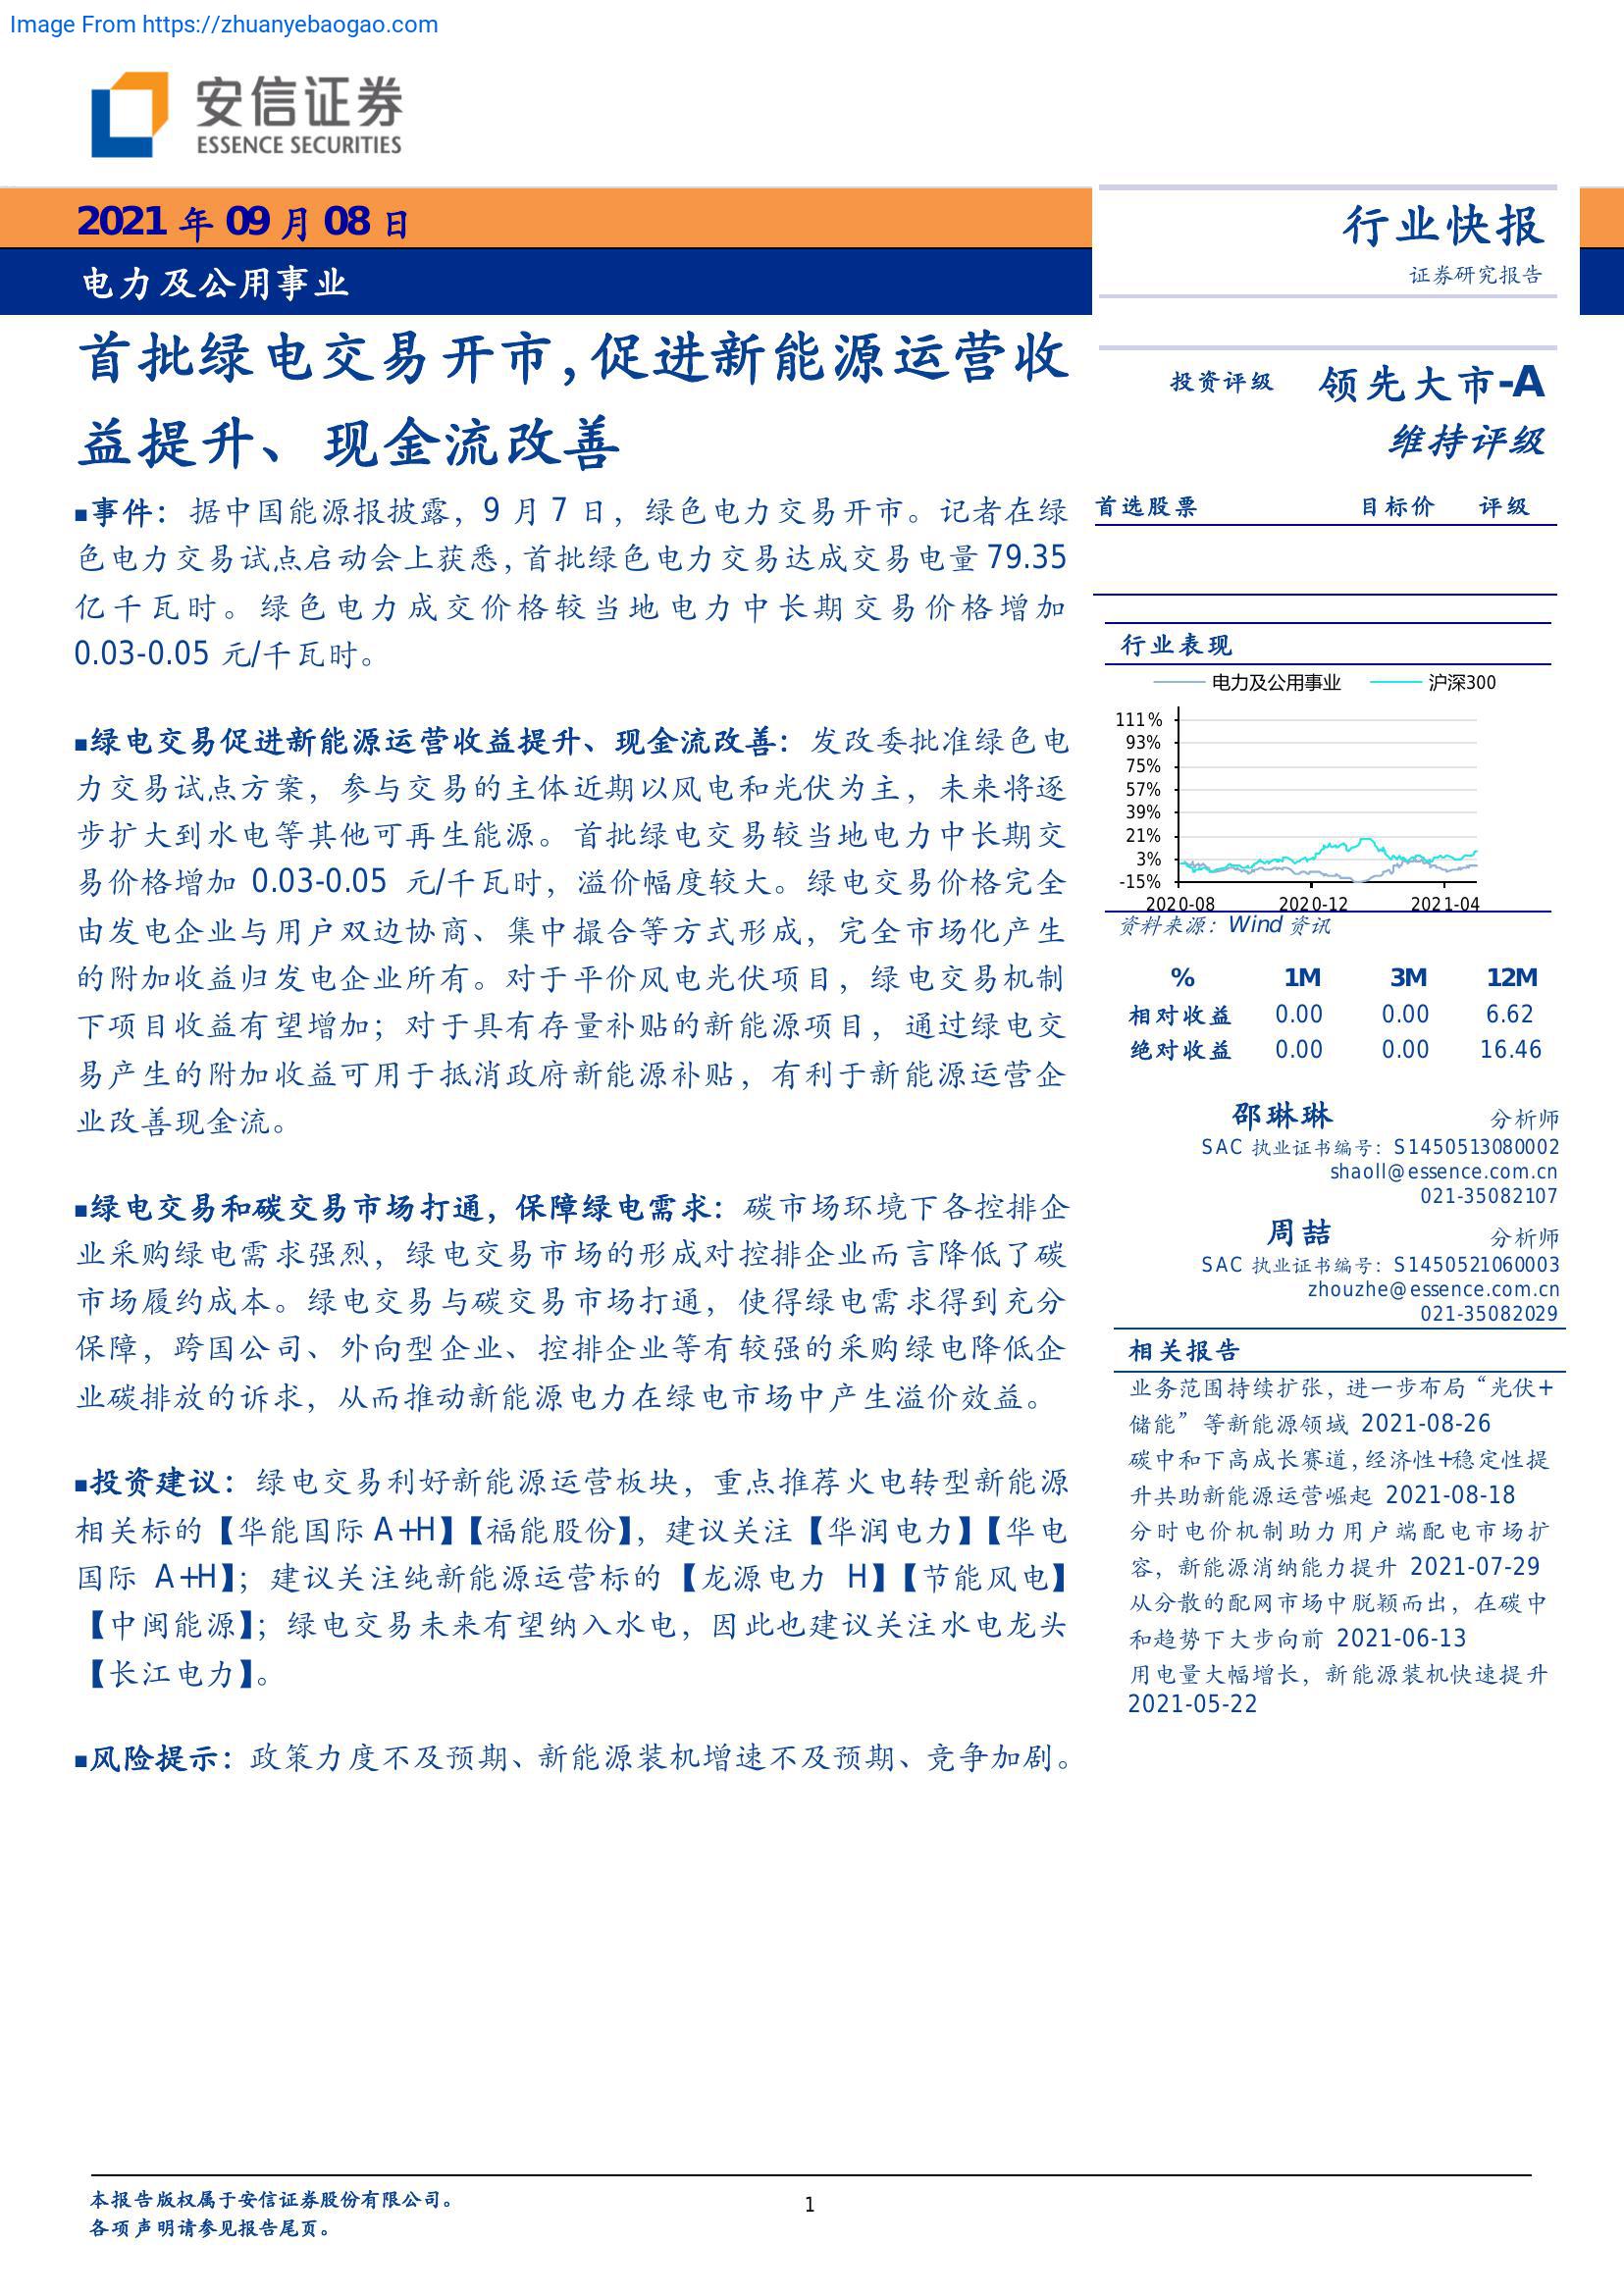 Image From https://zhuanyebaogao.com
安信证券
ESSENCE SECURITIES
2021 年 09 月 08 日
电力及公用事业
首批绿电交易开市,促进新能源运营收
益提升、现金流改善
■事件：据中国能源报披露，9 月 7 日，绿色电力交易开市。记者在绿
色电力交易试点启动会上获悉,首批绿色电力交易达成交易电量 79.35
亿千瓦时。绿色电力成交价格较当地电力中长期交易价格增加
0.03-0.05 元/千瓦时。
■绿电交易促进新能源运营收益提升、现金流改善：发改委批准绿色电
力交易试点方案，参与交易的主体近期以风电和光伏为主，未来将逐
步扩大到水电等其他可再生能源。首批绿电交易较当地电力中长期交
易价格增加 0.03-0.05 元/千瓦时，溢价幅度较大。绿电交易价格完全
由发电企业与用户双边协商、集中撮合等方式形成，完全市场化产生
的附加收益归发电企业所有。对于平价风电光伏项目，绿电交易机制
下项目收益有望增加；对于具有存量补贴的新能源项目，通过绿电交
易产生的附加收益可用于抵消政府新能源补贴，有利于新能源运营企
业改善现金流。
■绿电交易和碳交易市场打通，保障绿电需求：碳市场环境下各控排企
业采购绿电需求强烈，绿电交易市场的形成对控排企业而言降低了碳
市场履约成本。绿电交易与碳交易市场打通，使得绿电需求得到充分
保障，跨国公司、外向型企业、控排企业等有较强的采购绿电降低企
业碳排放的诉求，从而推动新能源电力在绿电市场中产生溢价效益。
■投资建议：绿电交易利好新能源运营板块，重点推荐火电转型新能源
相关标的【华能国际 A+H】【福能股份】，建议关注【华润电力】【华电
国际 A+H】；建议关注纯新能源运营标的【龙源电力 H】【节能风电】
【中闽能源】；绿电交易未来有望纳入水电，因此也建议关注水电龙头
【长江电力】。
■风险提示：政策力度不及预期、新能源装机增速不及预期、竞争加剧。
行业快报
证券研究报告
投资评级 领先大市-A
维持评级
首选股票 目标价 评级
行业表现
电力及公用事业 沪深300
111%
93%
75%
57%
39%
21%
3%
-15%
2020-08 2020-12 2021-04
资料来源：Wind 资讯
% 1M 3M 12M
相对收益 0.00 0.00 6.62
绝对收益 0.00 0.00 16.46
邵琳琳 分析师
SAC 执业证书编号：S1450513080002
shaoll@essence.com.cn
021-35082107
周喆 分析师
SAC 执业证书编号：S1450521060003
zhouzhe@essence.com.cn
021-35082029
相关报告
业务范围持续扩张，进一步布局“光伏+
储能”等新能源领域 2021-08-26
碳中和下高成长赛道,经济性+稳定性提
升共助新能源运营崛起 2021-08-18
分时电价机制助力用户端配电市场扩
容，新能源消纳能力提升 2021-07-29
从分散的配网市场中脱颖而出，在碳中
和趋势下大步向前 2021-06-13
用电量大幅增长，新能源装机快速提升
2021-05-22
本报告版权属于安信证券股份有限公司。
各项声明请参见报告尾页。
1